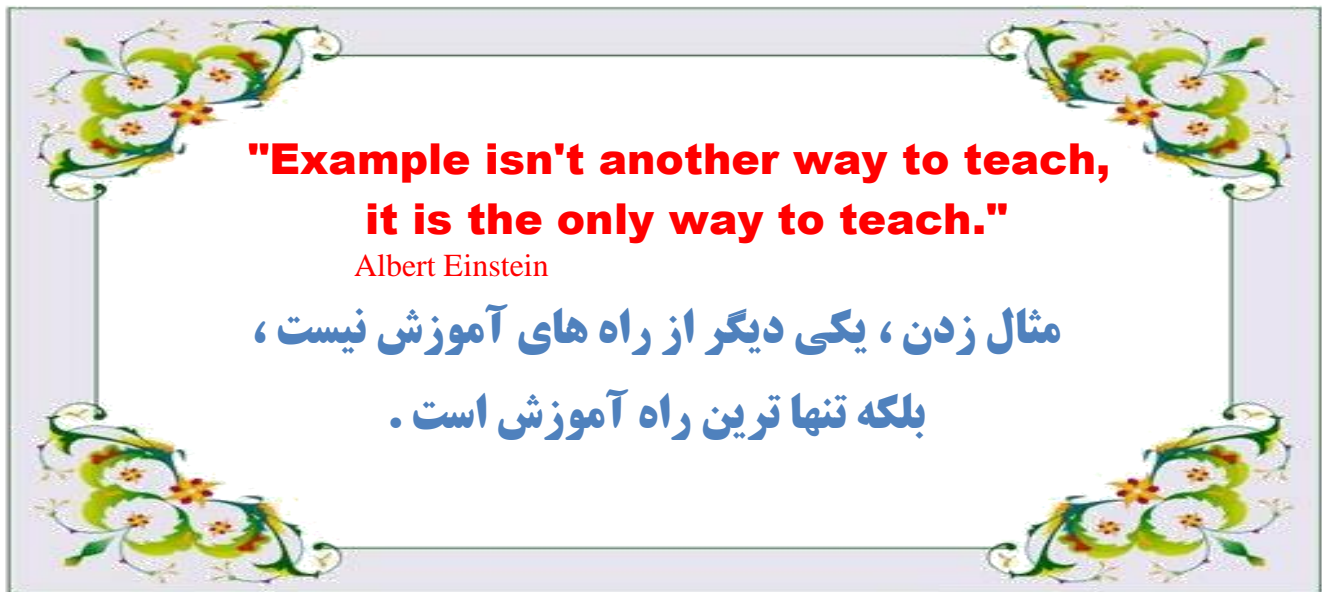 "Example isn't another way to teach,
it is the only way to teach."
Albert Einstein
مثال زدن ، یکی دیگر از راه های آموزش نیست ،
بلکه تنها ترین راه آموزش است .